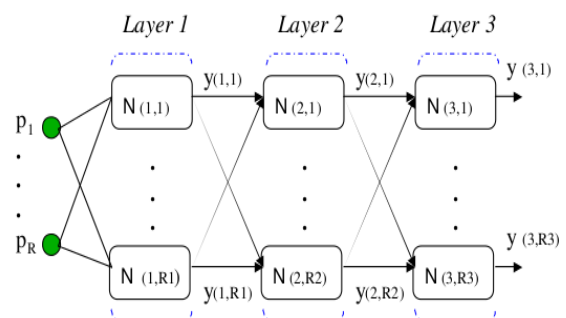 Layer 1 Layer 2 Layer 3
y(1,1) y(2,1) y (3,1)
p1 N (1,1) N (2,1) N (3,1)
pR N (1,R1) N (2,R2) N (3,R3) y (3,R3)
y(1,R1) y(2,R2)